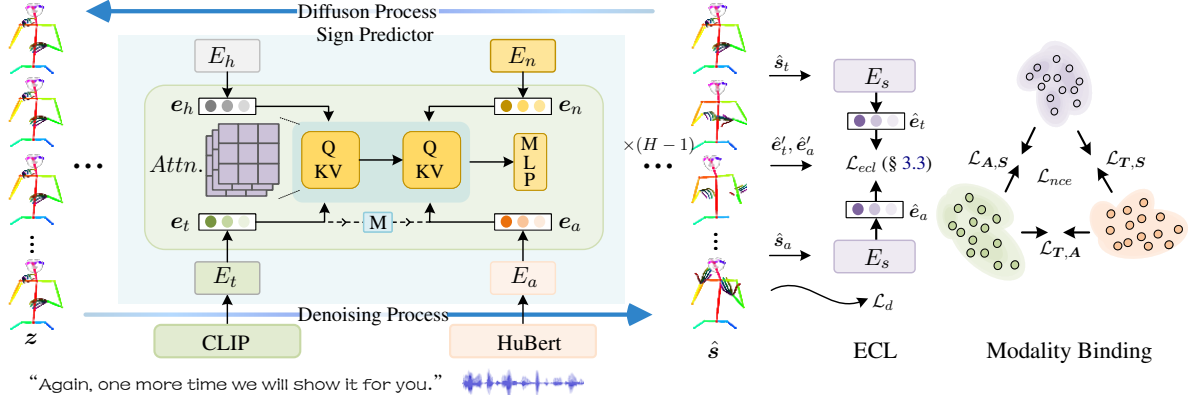 Diffuson Process
Sign Predictor
E_h
E_n
e_h
e_n
Attn.
Q
KV
Q
KV
M
L
P
×(H − 1)
e_t
M
e_a
E_t
E_a
Denoising Process
z
CLIP
HuBert
“Again, one more time we will show it for you.”
ŝ
ŝ_t
E_s
ê_t
ê′_t, ê′_a
L_ecl (§ 3.3)
ê_a
ŝ_a
E_s
L_d
ECL
L_A,S
L_T,S
L_nce
L_T,A
Modality Binding